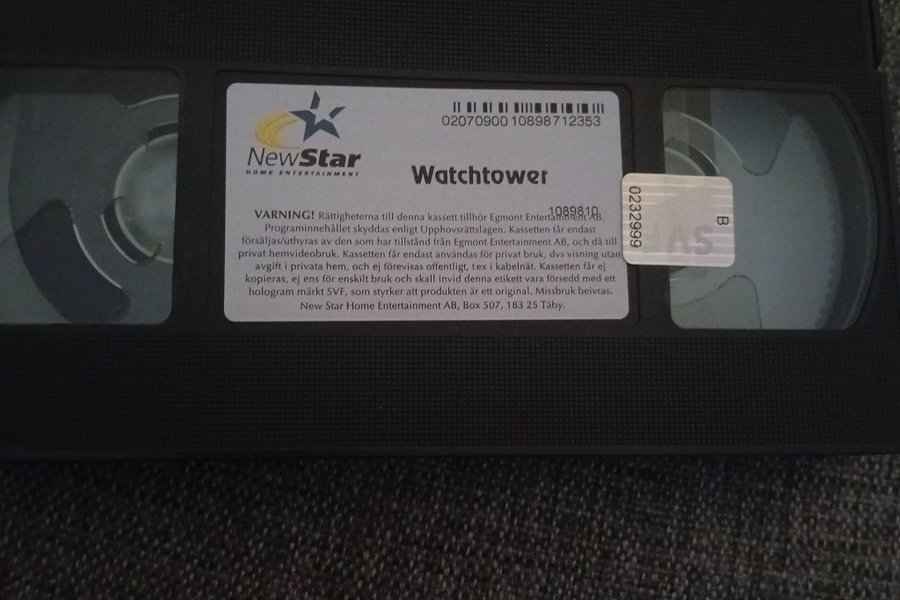 02070900 10898712353
NewStar
HOME ENTERTAINMENT
Watchtower
1089810
VARNING! Rättigheterna till denna kassett tillhör Egmont Entertainment AB.
Programinnehållet skyddas enligt Upphovsrättslagen. Kassetten får endast
försäljas/uthyras av den som har tillstånd från Egmont Entertainment AB, och då till
privat hemvideobruk. Kassetten får endast användas för privat bruk, dvs visning utan
avgift i privata hem, och ej förevisas offentligt, tex i kabelnät. Kassetten får ej
kopieras, ej ens för enskilt bruk och skall invid denna etikett vara försedd med ett
hologram märkt SVF, som styrker att produkten är ett original. Missbruk beivras.
New Star Home Entertainment AB, Box 507, 183 25 Täby.
0232999
B